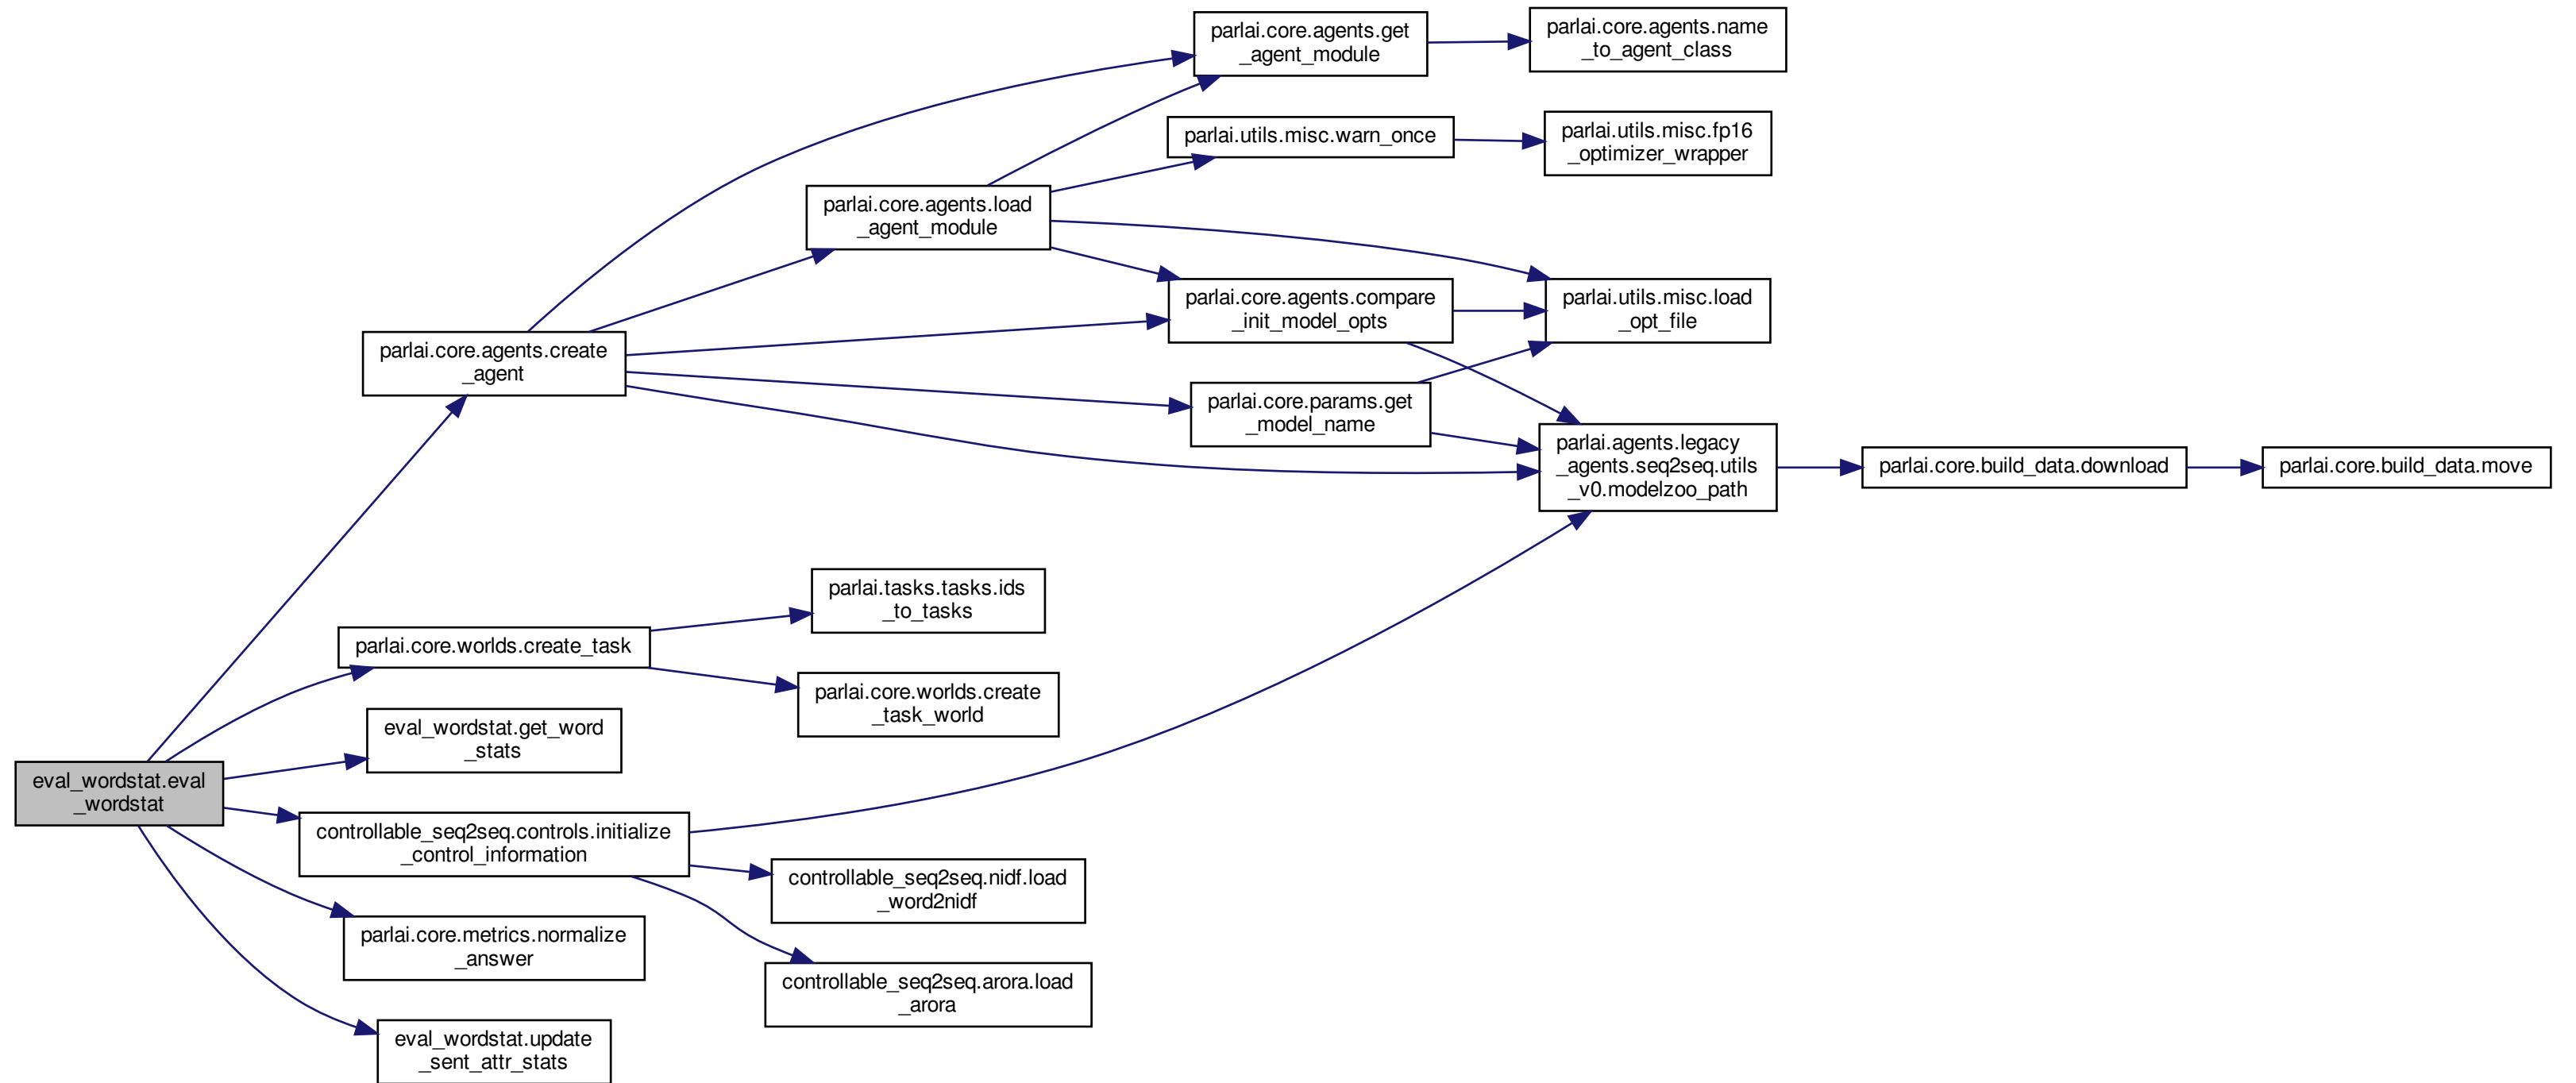 parlai.core.agents.get
_agent_module
parlai.core.agents.name
_to_agent_class
parlai.utils.misc.warn_once
parlai.utils.misc.fp16
_optimizer_wrapper
parlai.core.agents.load
_agent_module
parlai.core.agents.compare
_init_model_opts
parlai.utils.misc.load
_opt_file
parlai.core.agents.create
_agent
parlai.core.params.get
_model_name
parlai.agents.legacy
_agents.seq2seq.utils
_v0.modelzoo_path
parlai.core.build_data.download
parlai.core.build_data.move
parlai.tasks.tasks.ids
_to_tasks
parlai.core.worlds.create_task
parlai.core.worlds.create
_task_world
eval_wordstat.get_word
_stats
eval_wordstat.eval
_wordstat
controllable_seq2seq.controls.initialize
_control_information
controllable_seq2seq.nidf.load
_word2nidf
parlai.core.metrics.normalize
_answer
controllable_seq2seq.arora.load
_arora
eval_wordstat.update
_sent_attr_stats